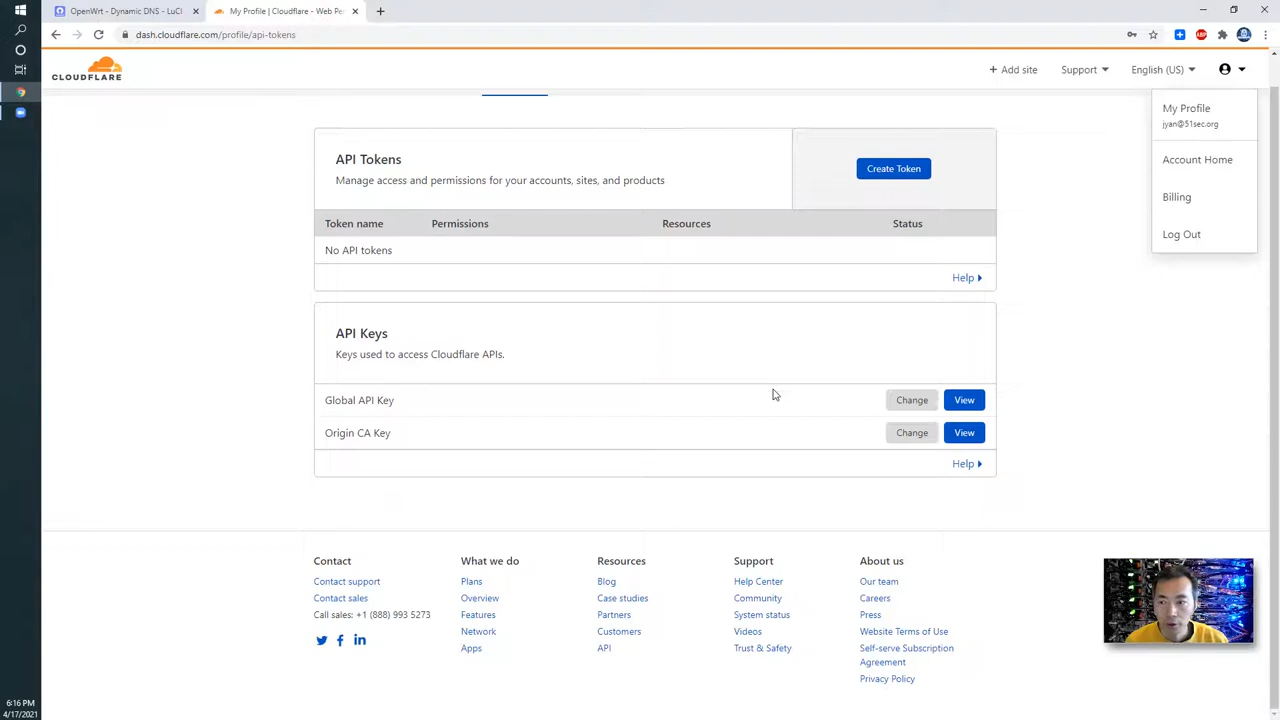 OpenWrt - Dynamic DNS - LuCI
My Profile | Cloudflare - Web Pe
dash.cloudflare.com/profile/api-tokens
CLOUDFLARE
Add site
Support
English (US)
My Profile
jyan@51sec.org
Account Home
Billing
Log Out
API Tokens
Manage access and permissions for your accounts, sites, and products
Create Token
Token name Permissions Resources Status
No API tokens
Help
API Keys
Keys used to access Cloudflare APIs.
Global API Key Change View
Origin CA Key Change View
Help
Contact
Contact support
Contact sales
Call sales: +1 (888) 993 5273
What we do
Plans
Overview
Features
Network
Apps
Resources
Blog
Case studies
Partners
Customers
API
Support
Help Center
Community
System status
Videos
Trust & Safety
About us
Our team
Careers
Press
Website Terms of Use
Self-serve Subscription
Agreement
Privacy Policy
6:16 PM
4/17/2021